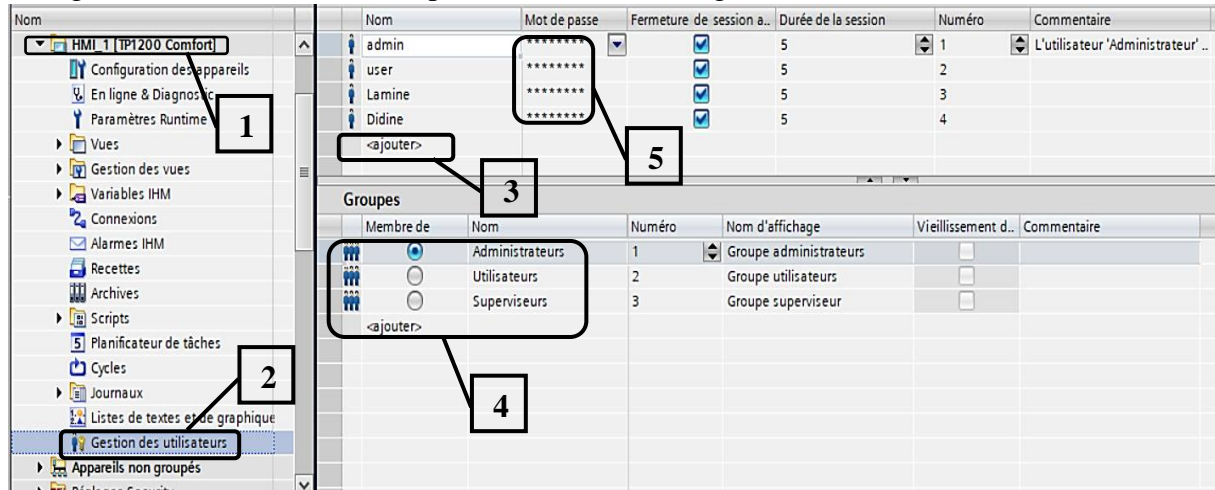 Nom
HMI_1 [TP1200 Comfort]
Configuration des appareils
En ligne & Diagnostic
Paramètres Runtime
Vues
Gestion des vues
Variables IHM
Connexions
Alarmes IHM
Recettes
Archives
Scripts
5 Planificateur de tâches
Cycles
Journaux
Listes de textes et de graphique
Gestion des utilisateurs
Appareils non groupés
1
2
Nom Mot de passe Fermeture de session a.. Durée de la session Numéro Commentaire
admin ******** 5 1 L'utilisateur 'Administrateur' ..
user ******** 5 2
Lamine ******** 5 3
Didine ******** 5 4
<ajouter>
3
5
Groupes
Membre de Nom Numéro Nom d'affichage Vieillissement d.. Commentaire
Administrateurs 1 Groupe administrateurs
Utilisateurs 2 Groupe utilisateurs
Superviseurs 3 Groupe superviseur
<ajouter>
4